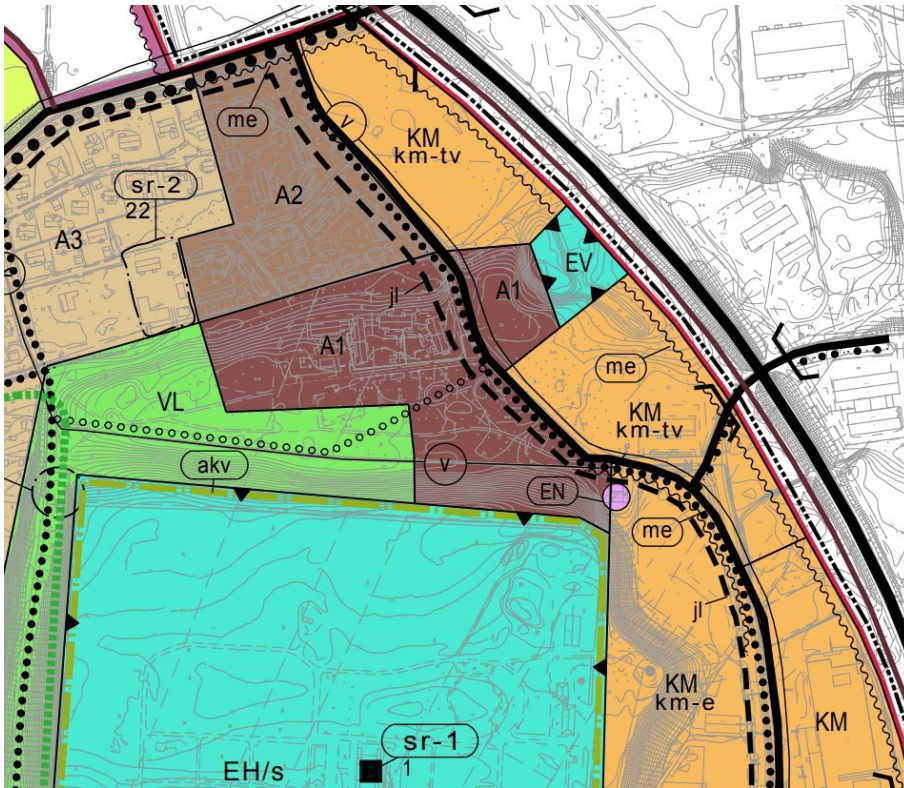 me
v
KM
km-tv
sr-2
22
A2
A3
EV
jl
A1
A1
me
VL
KM
km-tv
akv
v
EN
me
jl
KM
km-e
KM
sr-1
1
EH/s